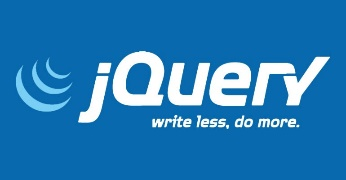 jQuery
write less, do more.